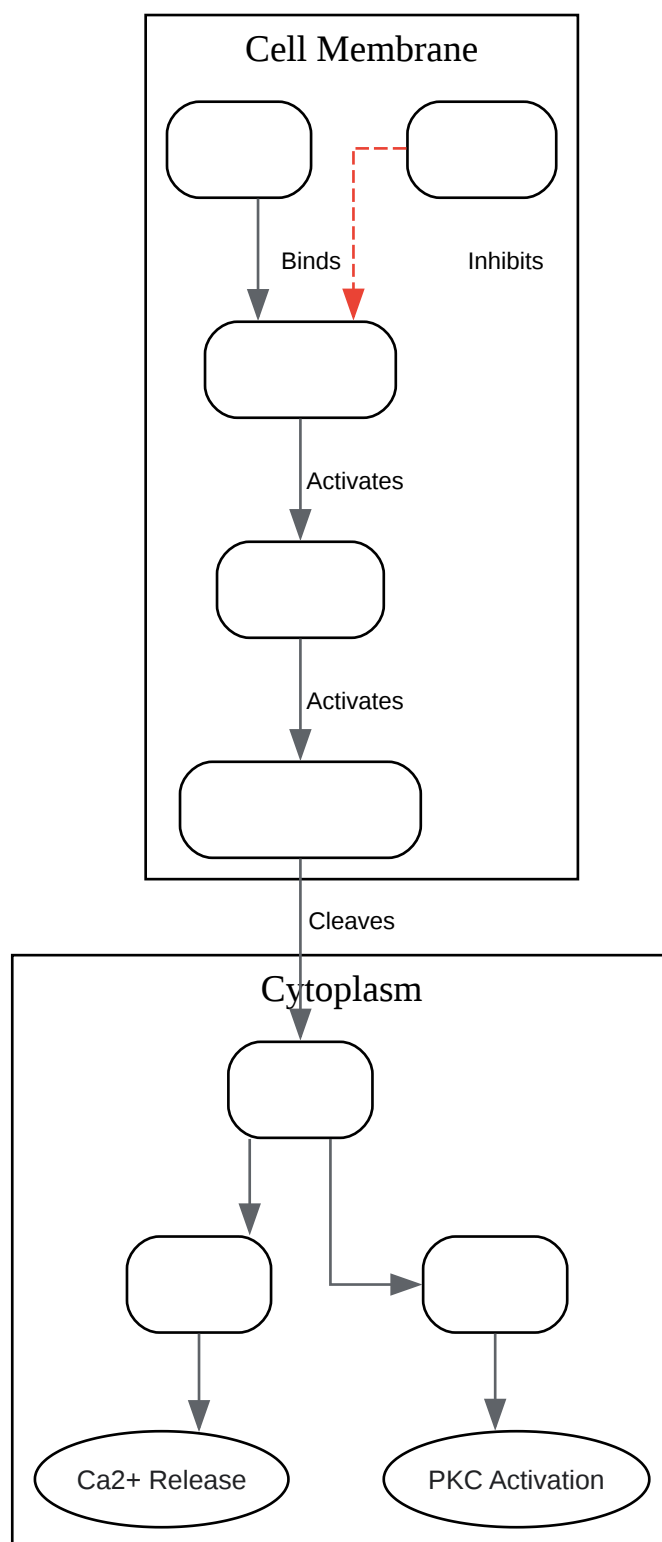 Cell Membrane
Binds
Inhibits
Activates
Activates
Cleaves
Cytoplasm
Ca2+ Release
PKC Activation